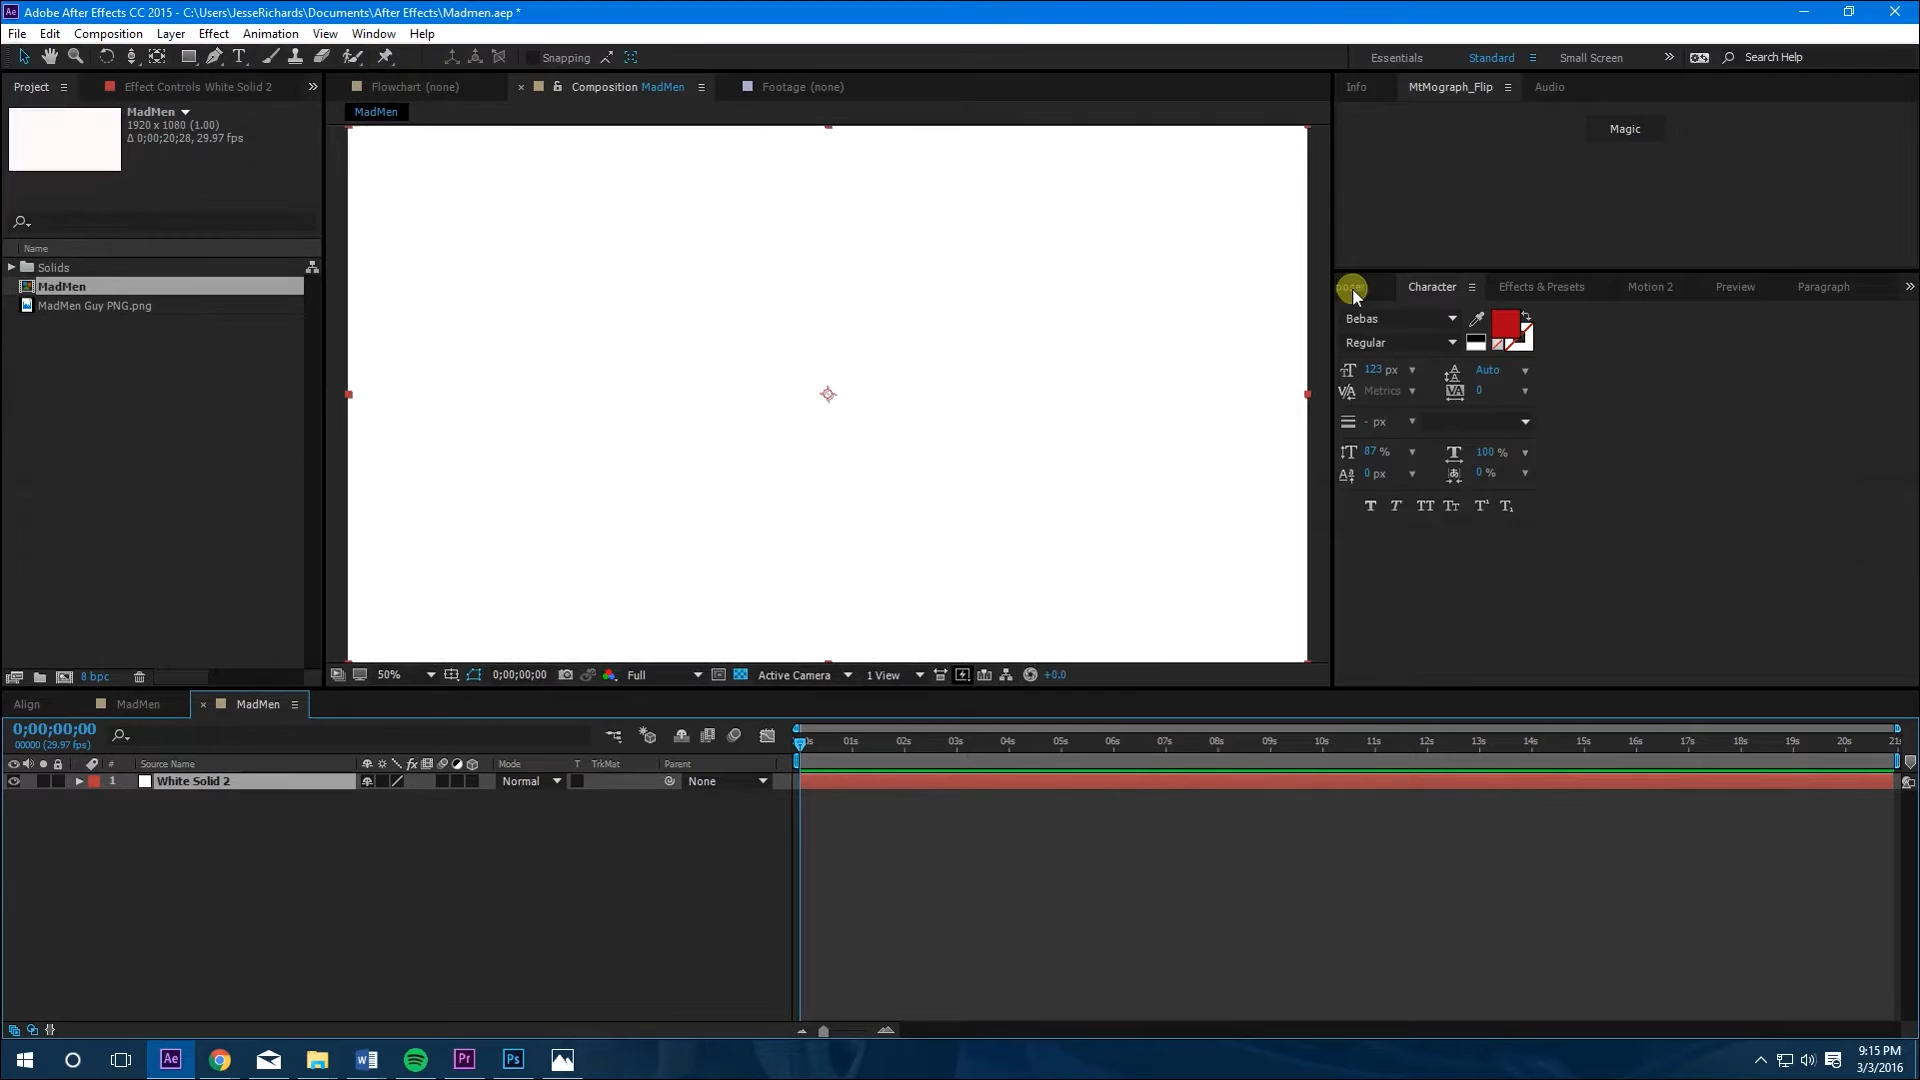 Adobe After Effects CC 2015 - C:\Users\JesseRichards\Documents\After Effects\Madmen.aep *
File Edit Composition Layer Effect Animation View Window Help
Snapping
Essentials Standard Small Screen Search Help
Project Effect Controls White Solid 2
Flowchart (none) Composition MadMen Footage (none)
Info MtMograph_Flip Audio
MadMen
1920 x 1080 (1.00)
Δ 0;00;20;28, 29.97 fps
MadMen
Magic
Name
Solids
MadMen
MadMen Guy PNG.png
Character Effects & Presets Motion 2 Preview Paragraph
Bebas
Regular
123 px Auto
Metrics 0
- px
87 % 100 %
0 px 0 %
8 bpc
50% 0;00;00;00 Full Active Camera 1 View +0.0
Align MadMen MadMen
0;00;00;00
00000 (29.97 fps)
01s 02s 03s 04s 05s 06s 07s 08s 09s 10s 11s 12s 13s 14s 15s 16s 17s 18s 19s 20s
# Source Name Mode T TrkMat Parent
1 White Solid 2 Normal None
9:15 PM
3/3/2016